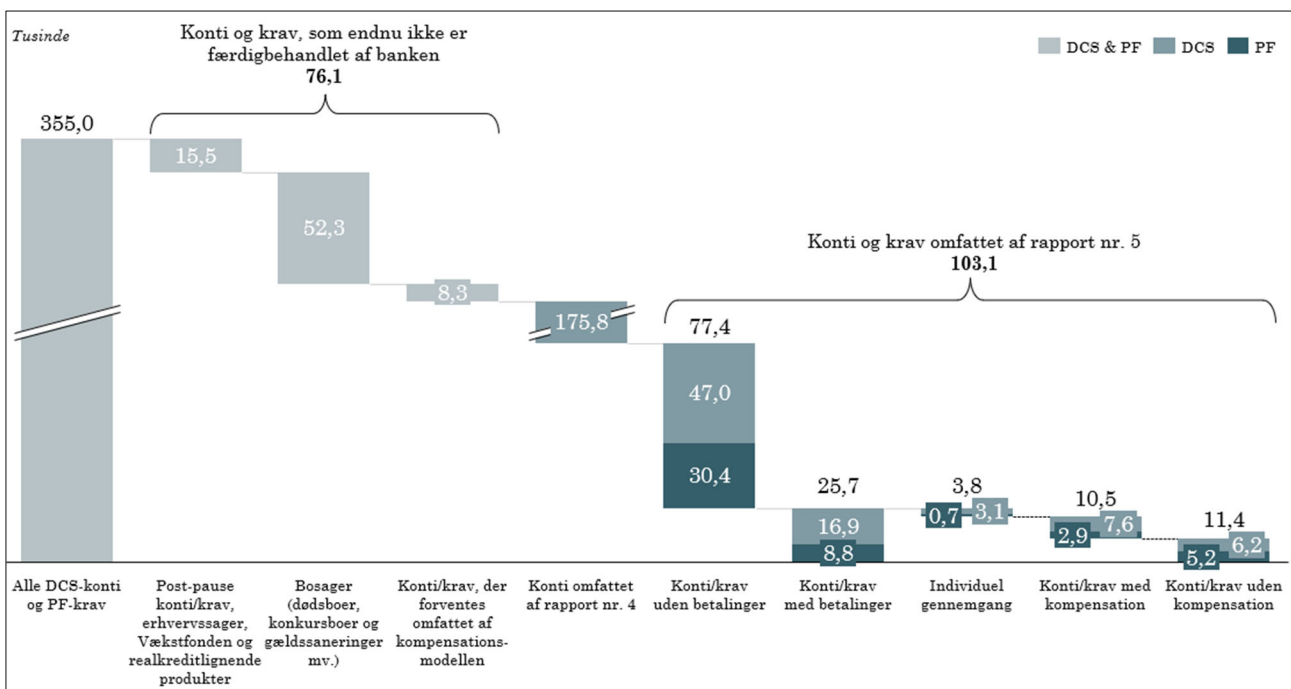 Tusinde
Konti og krav, som endnu ikke er
færdigbehandlet af banken
76,1
DCS & PF
DCS
PF
355,0
15,5
52,3
8,3
175,8
Konti og krav omfattet af rapport nr. 5
103,1
77,4
47,0
30,4
25,7
16,9
8,8
3,8
0,7
3,1
10,5
2,9
7,6
11,4
5,2
6,2
Alle DCS-konti
og PF-krav
Post-pause
konti/krav,
erhvervssager,
Vækstfonden og
realkreditlignende
produkter
Bosager
(dødsboer,
konkursboer og
gældssaneringer
mv.)
Konti/krav, der
forventes
omfattet af
kompensations-
modellen
Konti omfattet
af rapport nr. 4
Konti/krav
uden betalinger
Konti/krav
med betalinger
Individuel
gennemgang
Konti/krav med
kompensation
Konti/krav uden
kompensation